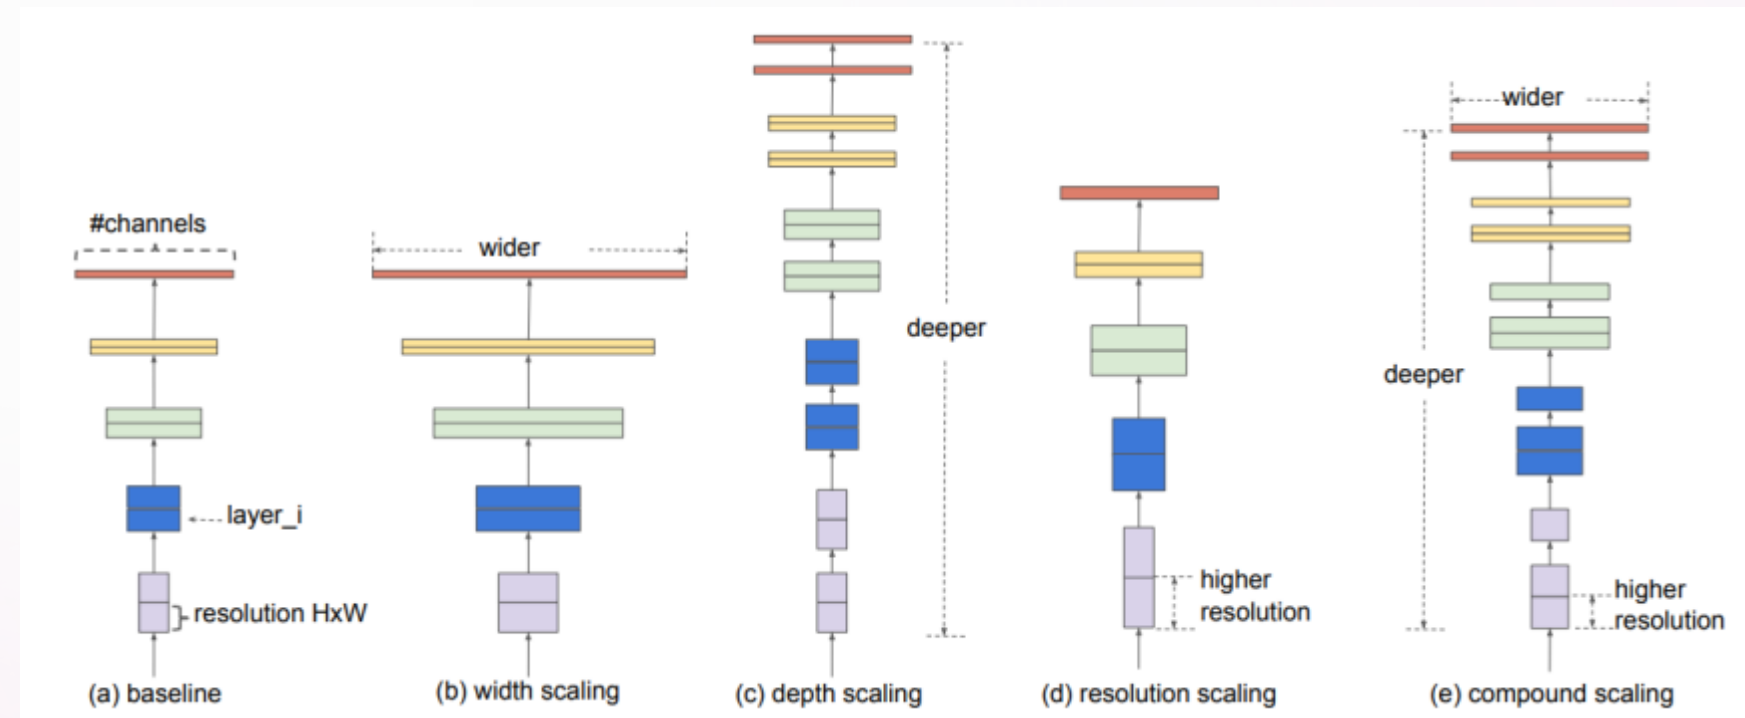 #channels
layer_i
resolution HxW
(a) baseline
wider
(b) width scaling
deeper
(c) depth scaling
higher
resolution
(d) resolution scaling
wider
deeper
higher
resolution
(e) compound scaling